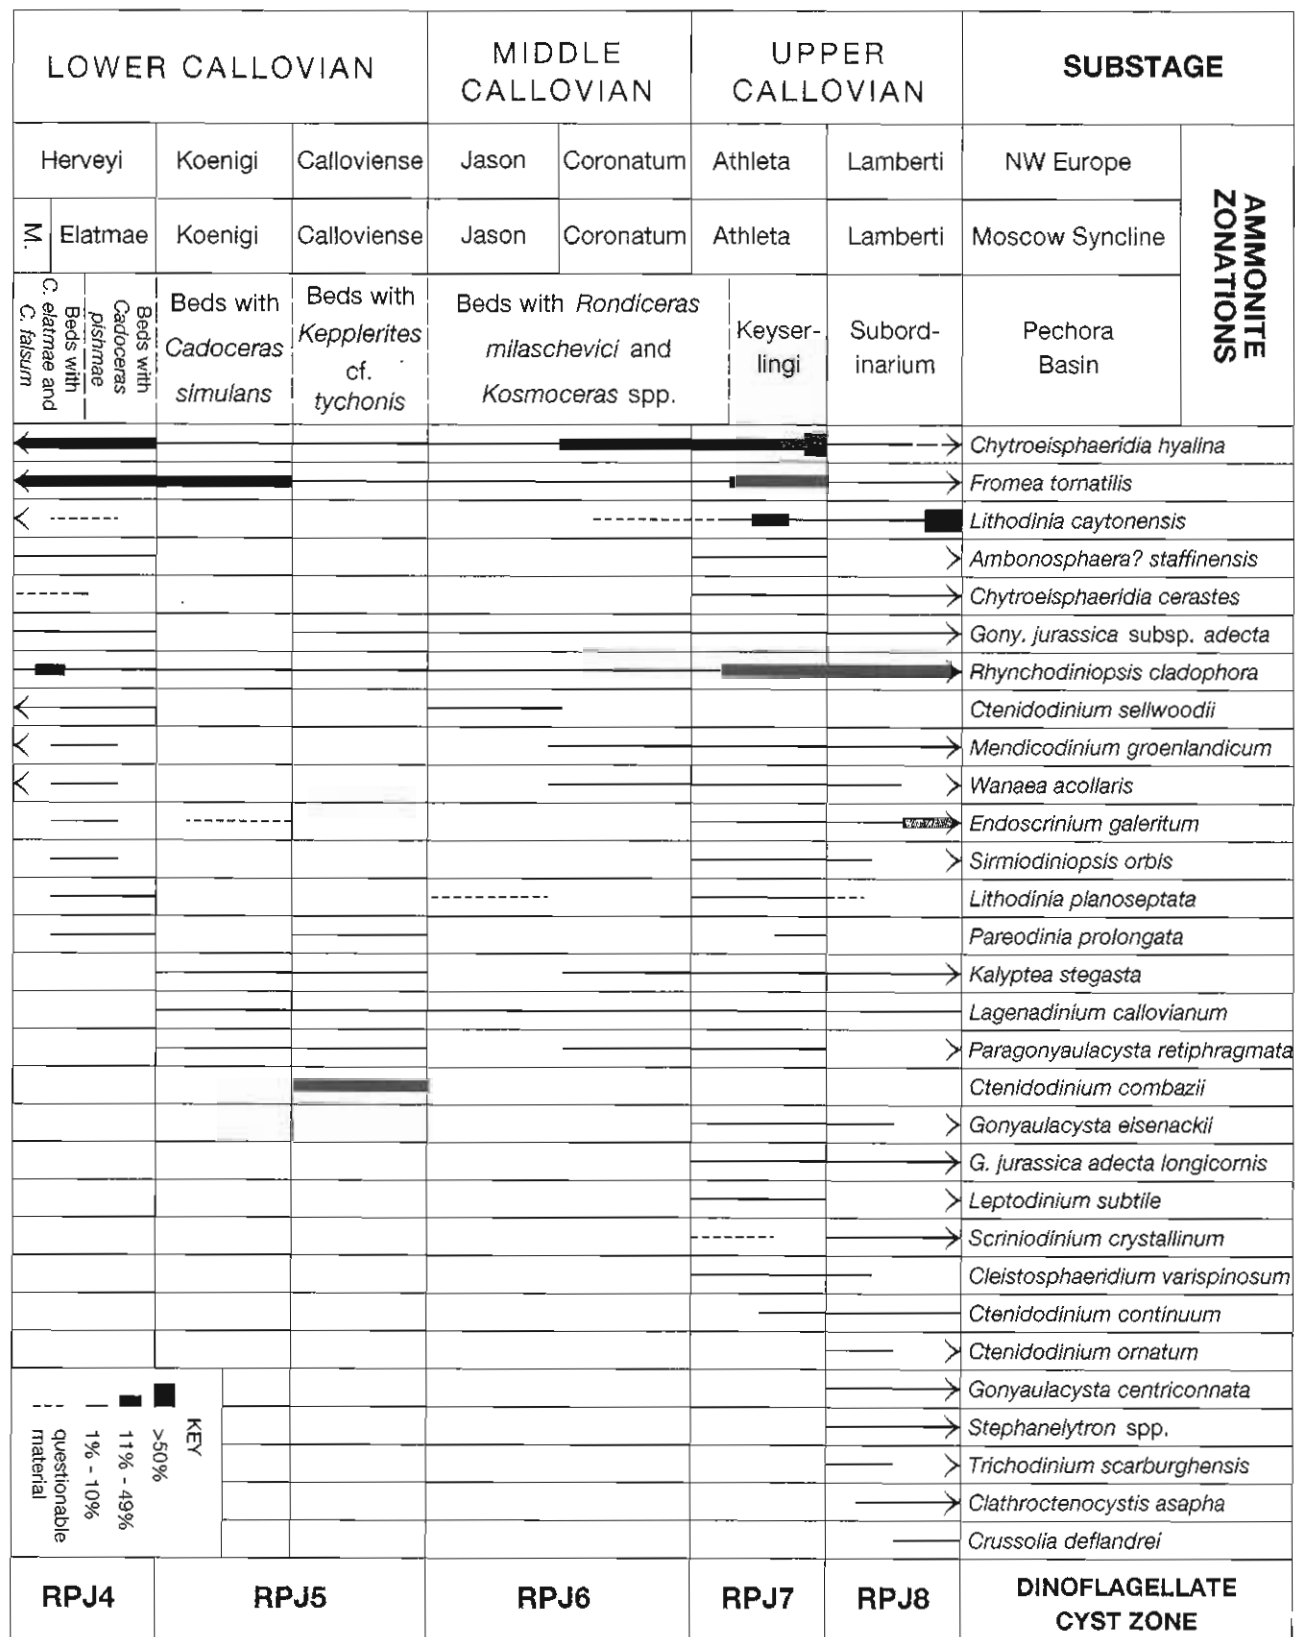 LOWER CALLOVIAN
MIDDLE
CALLOVIAN
UPPER
CALLOVIAN
SUBSTAGE
Herveyi
Koenigi
Calloviense
Jason
Coronatum
Athleta
Lamberti
NW Europe
AMMONITE
ZONATIONS
M.
Elatmae
Koenigi
Calloviense
Jason
Coronatum
Athleta
Lamberti
Moscow Syncline
Beds with
C. elatmae and
C. falsum
Beds with
Cadoceras
pishmae
Beds with
Cadoceras
simulans
Beds with
Kepplerites
cf.
tychonis
Beds with Rondiceras
milaschevici and
Kosmoceras spp.
Keyser-
lingi
Subord-
inarium
Pechora
Basin
Chytroeisphaeridia hyalina
Fromea tornatilis
Lithodinia caytonensis
Ambonosphaera? staffinensis
Chytroeisphaeridia cerastes
Gony. jurassica subsp. adecta
Rhynchodiniopsis cladophora
Ctenidodinium sellwoodii
Mendicodinium groenlandicum
Wanaea acollaris
Endoscrinium galeritum
Sirmiodiniopsis orbis
Lithodinia planoseptata
Pareodinia prolongata
Kalyptea stegasta
Lagenadinium callovianum
Paragonyaulacysta retiphragmata
Ctenidodinium combazii
Gonyaulacysta eisenackii
G. jurassica adecta longicornis
Leptodinium subtile
Scriniodinium crystallinum
Cleistosphaeridium varispinosum
Ctenidodinium continuum
Ctenidodinium ornatum
Gonyaulacysta centriconnata
Stephanelytron spp.
Trichodinium scarburghensis
Clathroctenocystis asapha
Crussolia deflandrei
KEY
>50%
11% - 49%
1% - 10%
questionable
material
RPJ4
RPJ5
RPJ6
RPJ7
RPJ8
DINOFLAGELLATE
CYST ZONE